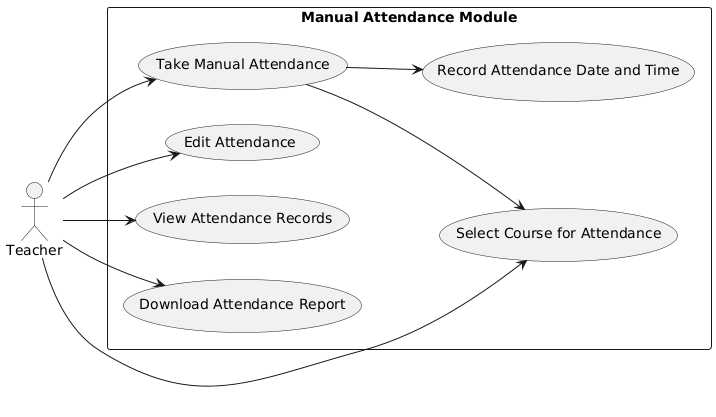 Manual Attendance Module
Take Manual Attendance
Record Attendance Date and Time
Edit Attendance
View Attendance Records
Select Course for Attendance
Teacher
Download Attendance Report